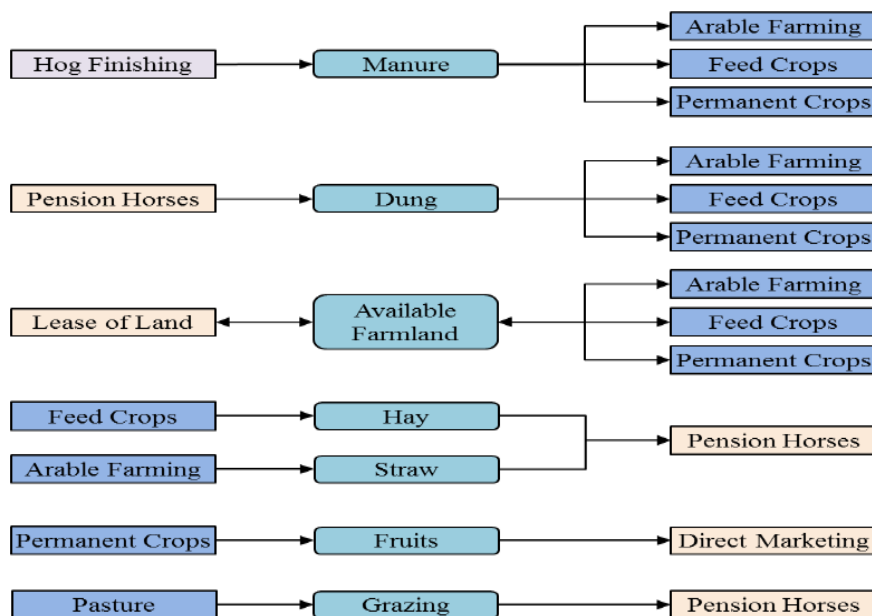 Arable Farming
Hog Finishing
Manure
Feed Crops
Permanent Crops
Arable Farming
Pension Horses
Dung
Feed Crops
Permanent Crops
Arable Farming
Lease of Land
Available
Farmland
Feed Crops
Permanent Crops
Feed Crops
Hay
Pension Horses
Arable Farming
Straw
Permanent Crops
Fruits
Direct Marketing
Pasture
Grazing
Pension Horses